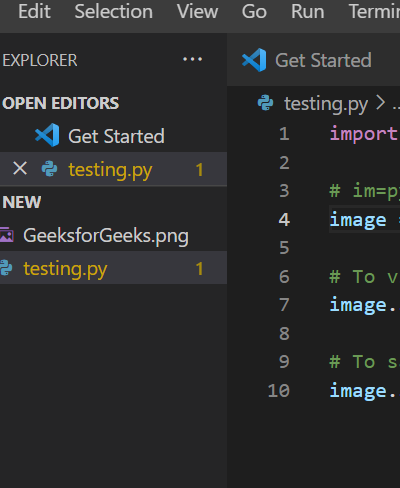 Edit Selection View Go Run
EXPLORER ...
Get Started
OPEN EDITORS
Get Started
testing.py 1
NEW
GeeksforGeeks.png
testing.py 1
testing.py > ..
1 import
2
3 # im=p
4 image =
5
6 # To v
7 image.
8
9 # To s
10 image.